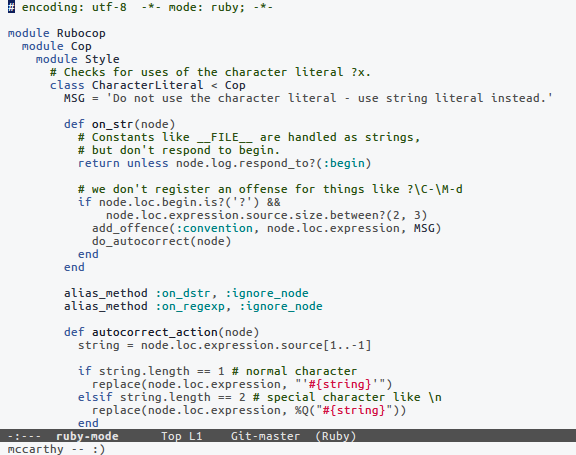 # encoding: utf-8  -*- mode: ruby; -*-

module Rubocop
  module Cop
    module Style
      # Checks for uses of the character literal ?x.
      class CharacterLiteral < Cop
        MSG = 'Do not use the character literal - use string literal instead.'

        def on_str(node)
          # Constants like __FILE__ are handled as strings,
          # but don't respond to begin.
          return unless node.log.respond_to?(:begin)

          # we don't register an offense for things like ?\C-\M-d
          if node.loc.begin.is?('?') &&
              node.loc.expression.source.size.between?(2, 3)
            add_offence(:convention, node.loc.expression, MSG)
            do_autocorrect(node)
          end
        end

        alias_method :on_dstr, :ignore_node
        alias_method :on_regexp, :ignore_node

        def autocorrect_action(node)
          string = node.loc.expression.source[1..-1]

          if string.length == 1 # normal character
            replace(node.loc.expression, "'#{string}'")
          elsif string.length == 2 # special character like \n
            replace(node.loc.expression, %Q("#{string}"))
          end
-:---  ruby-mode      Top L1    Git-master  (Ruby)
mccarthy -- :)